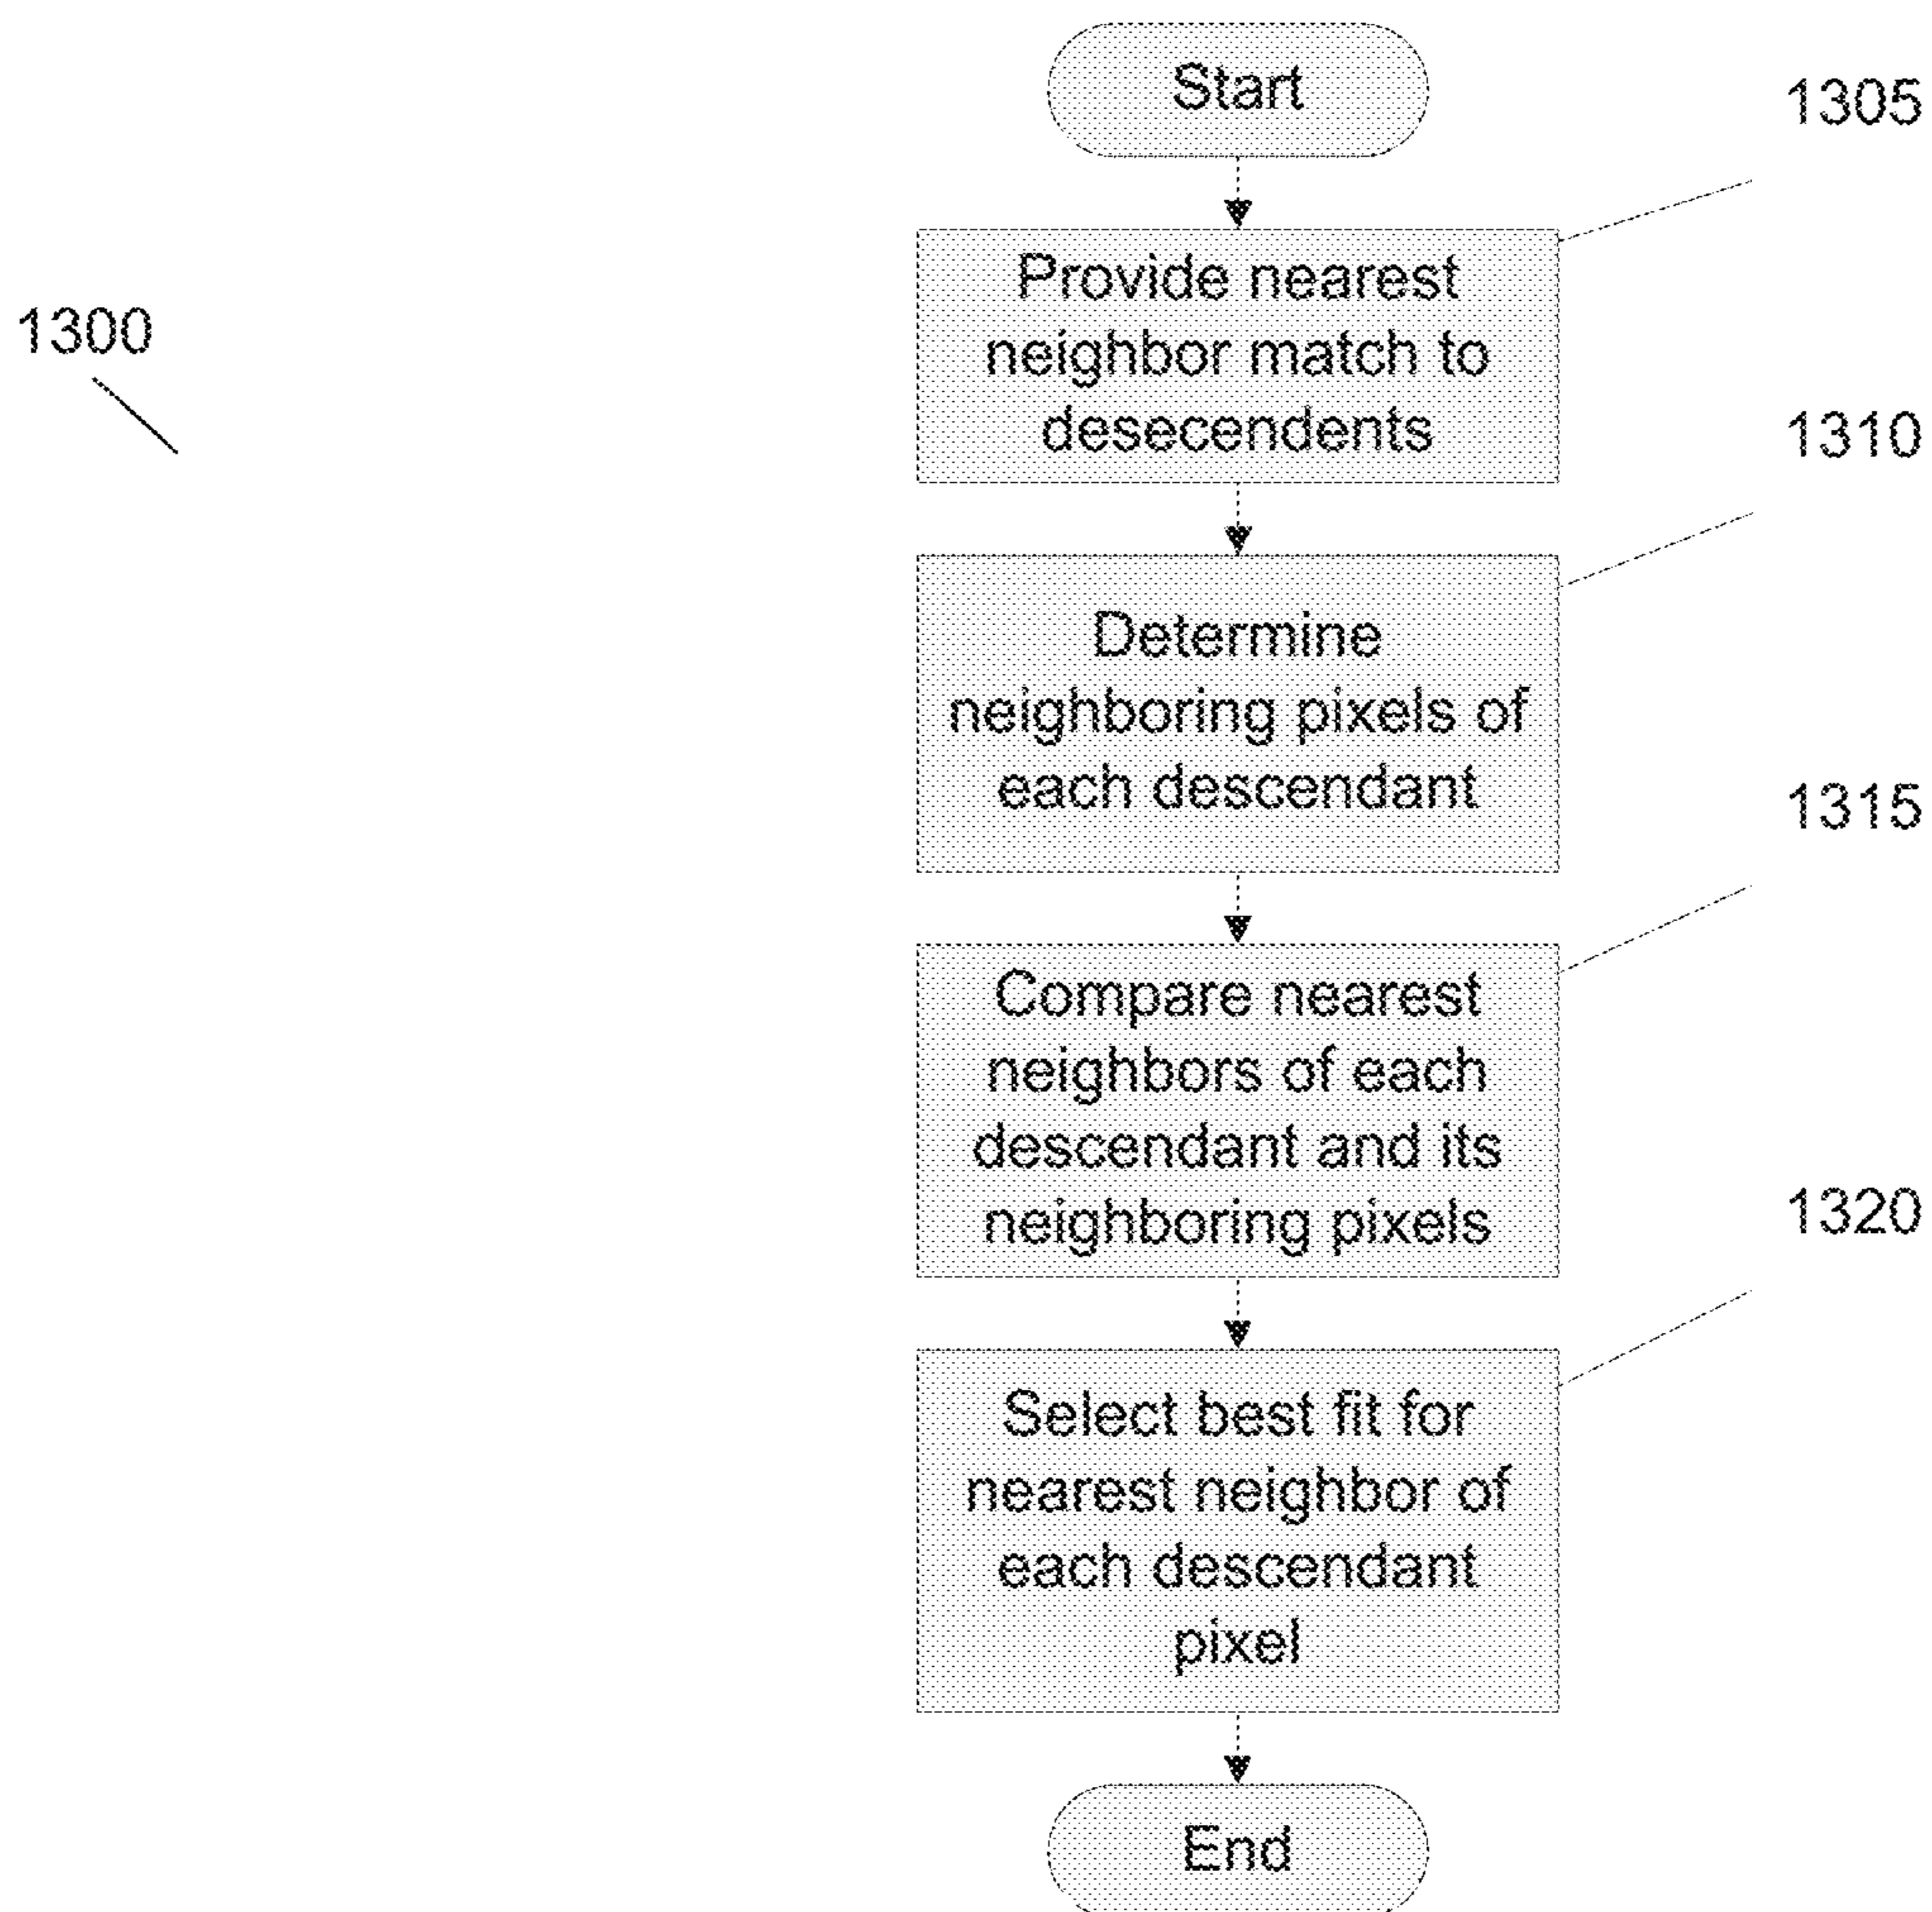 Start
1305
Provide nearest
neighbor match to
desecendents
1300
1310
Determine
neighboring pixels of
each descendant
1315
Compare nearest
neighbors of each
descendant and its
neighboring pixels
1320
Select best fit for
nearest neighbor of
each descendant
pixel
End